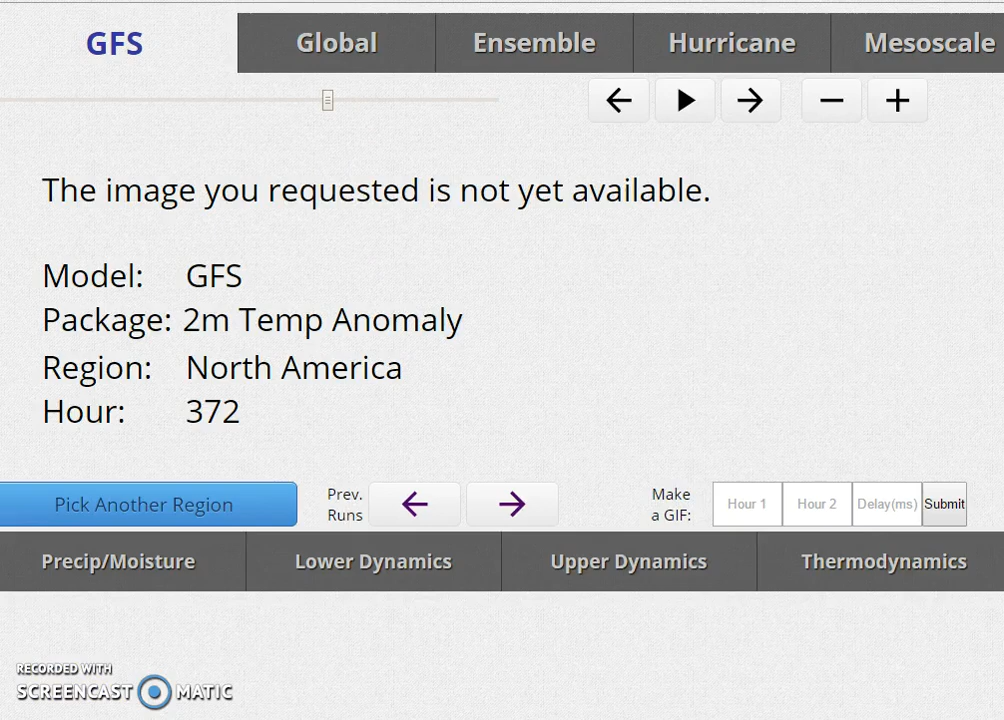 GFS Global Ensemble Hurricane Mesoscale
The image you requested is not yet available.
Model: GFS
Package: 2m Temp Anomaly
Region: North America
Hour: 372
Pick Another Region
Prev.
Runs
Make
a GIF:
Hour 1 Hour 2 Delay(ms) Submit
Precip/Moisture Lower Dynamics Upper Dynamics Thermodynamics
RECORDED WITH
SCREENCAST MATIC